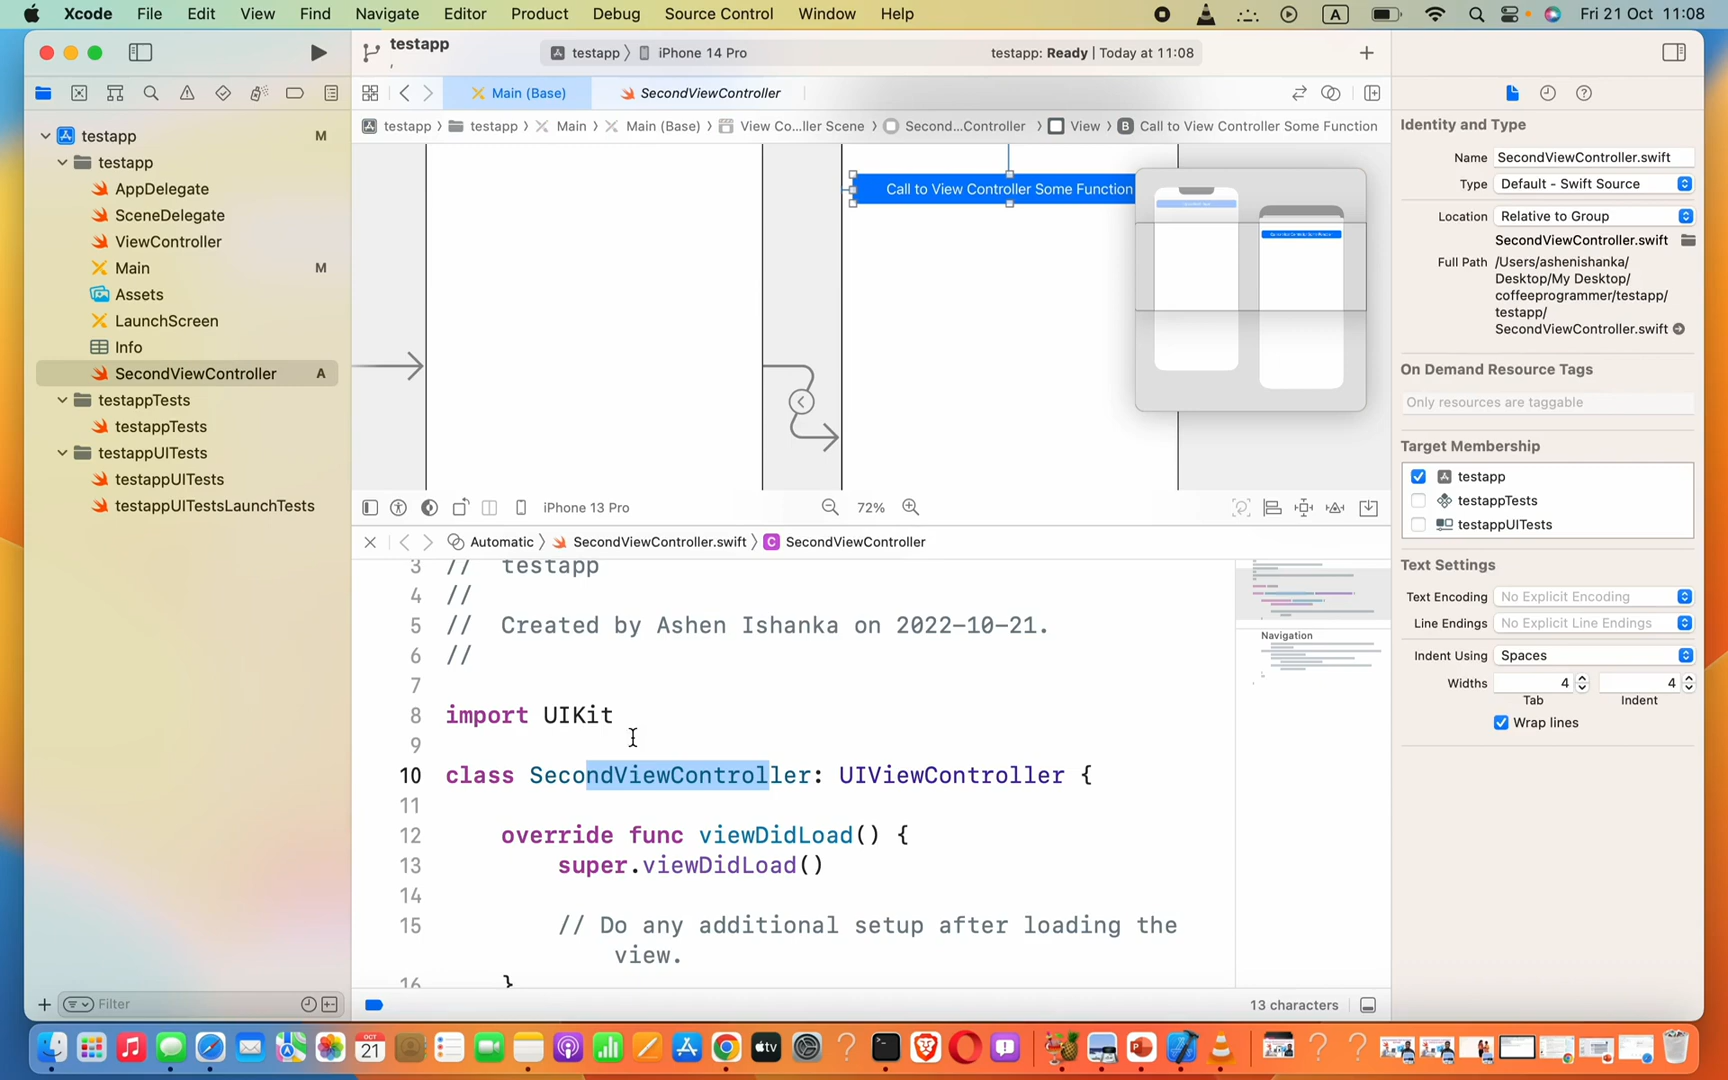 Xcode File Edit View Find Navigate Editor Product Debug Source Control Window Help
A
Fri 21 Oct 11:08
testapp
testapp 〉 iPhone 14 Pro
testapp: Ready | Today at 11:08
Main (Base)
SecondViewController
testapp 〉 testapp 〉 Main 〉 Main (Base) 〉 View Co...ller Scene 〉 Second...Controller 〉 View 〉 B Call to View Controller Some Function
testapp M
testapp
AppDelegate
SceneDelegate
ViewController
Main M
Assets
LaunchScreen
Info
SecondViewController A
testappTests
testappTests
testappUITests
testappUITests
testappUITestsLaunchTests
Filter
Call to View Controller Some Function
iPhone 13 Pro
72%
Automatic 〉 SecondViewController.swift 〉 C SecondViewController
3 // testapp
4 //
5 // Created by Ashen Ishanka on 2022-10-21.
6 //
7
8 import UIKit
9
10 class SecondViewController: UIViewController {
11
12 override func viewDidLoad() {
13 super.viewDidLoad()
14
15 // Do any additional setup after loading the
view.
16 }
Navigation
13 characters
Identity and Type
Name SecondViewController.swift
Type Default - Swift Source
Location Relative to Group
SecondViewController.swift
Full Path /Users/ashenishanka/
Desktop/My Desktop/
coffeeprogrammer/testapp/
testapp/
SecondViewController.swift
On Demand Resource Tags
Only resources are taggable
Target Membership
testapp
testappTests
testappUITests
Text Settings
Text Encoding No Explicit Encoding
Line Endings No Explicit Line Endings
Indent Using Spaces
Widths 4 4
Tab Indent
Wrap lines
OCT
21
tv